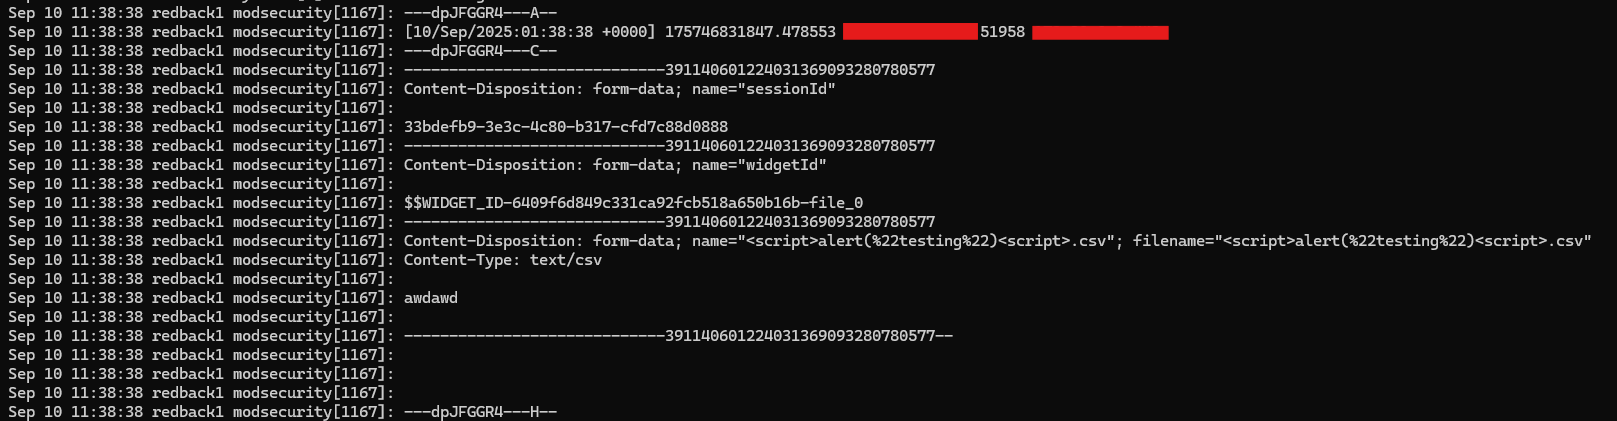 Sep 10 11:38:38 redback1 modsecurity[1167]: ---dpJFGGR4---A--
Sep 10 11:38:38 redback1 modsecurity[1167]: [10/Sep/2025:01:38:38 +0000] 175746831847.478553 51958
Sep 10 11:38:38 redback1 modsecurity[1167]: ---dpJFGGR4---C--
Sep 10 11:38:38 redback1 modsecurity[1167]: -----------------------------391140601224031369093280780577
Sep 10 11:38:38 redback1 modsecurity[1167]: Content-Disposition: form-data; name="sessionId"
Sep 10 11:38:38 redback1 modsecurity[1167]:
Sep 10 11:38:38 redback1 modsecurity[1167]: 33bdefb9-3e3c-4c80-b317-cfd7c88d0888
Sep 10 11:38:38 redback1 modsecurity[1167]: -----------------------------391140601224031369093280780577
Sep 10 11:38:38 redback1 modsecurity[1167]: Content-Disposition: form-data; name="widgetId"
Sep 10 11:38:38 redback1 modsecurity[1167]:
Sep 10 11:38:38 redback1 modsecurity[1167]: $$WIDGET_ID-6409f6d849c331ca92fcb518a650b16b-file_0
Sep 10 11:38:38 redback1 modsecurity[1167]: -----------------------------391140601224031369093280780577
Sep 10 11:38:38 redback1 modsecurity[1167]: Content-Disposition: form-data; name="<script>alert(%22testing%22)<script>.csv"; filename="<script>alert(%22testing%22)<script>.csv"
Sep 10 11:38:38 redback1 modsecurity[1167]: Content-Type: text/csv
Sep 10 11:38:38 redback1 modsecurity[1167]:
Sep 10 11:38:38 redback1 modsecurity[1167]: awdawd
Sep 10 11:38:38 redback1 modsecurity[1167]:
Sep 10 11:38:38 redback1 modsecurity[1167]: -----------------------------391140601224031369093280780577--
Sep 10 11:38:38 redback1 modsecurity[1167]:
Sep 10 11:38:38 redback1 modsecurity[1167]:
Sep 10 11:38:38 redback1 modsecurity[1167]:
Sep 10 11:38:38 redback1 modsecurity[1167]: ---dpJFGGR4---H--